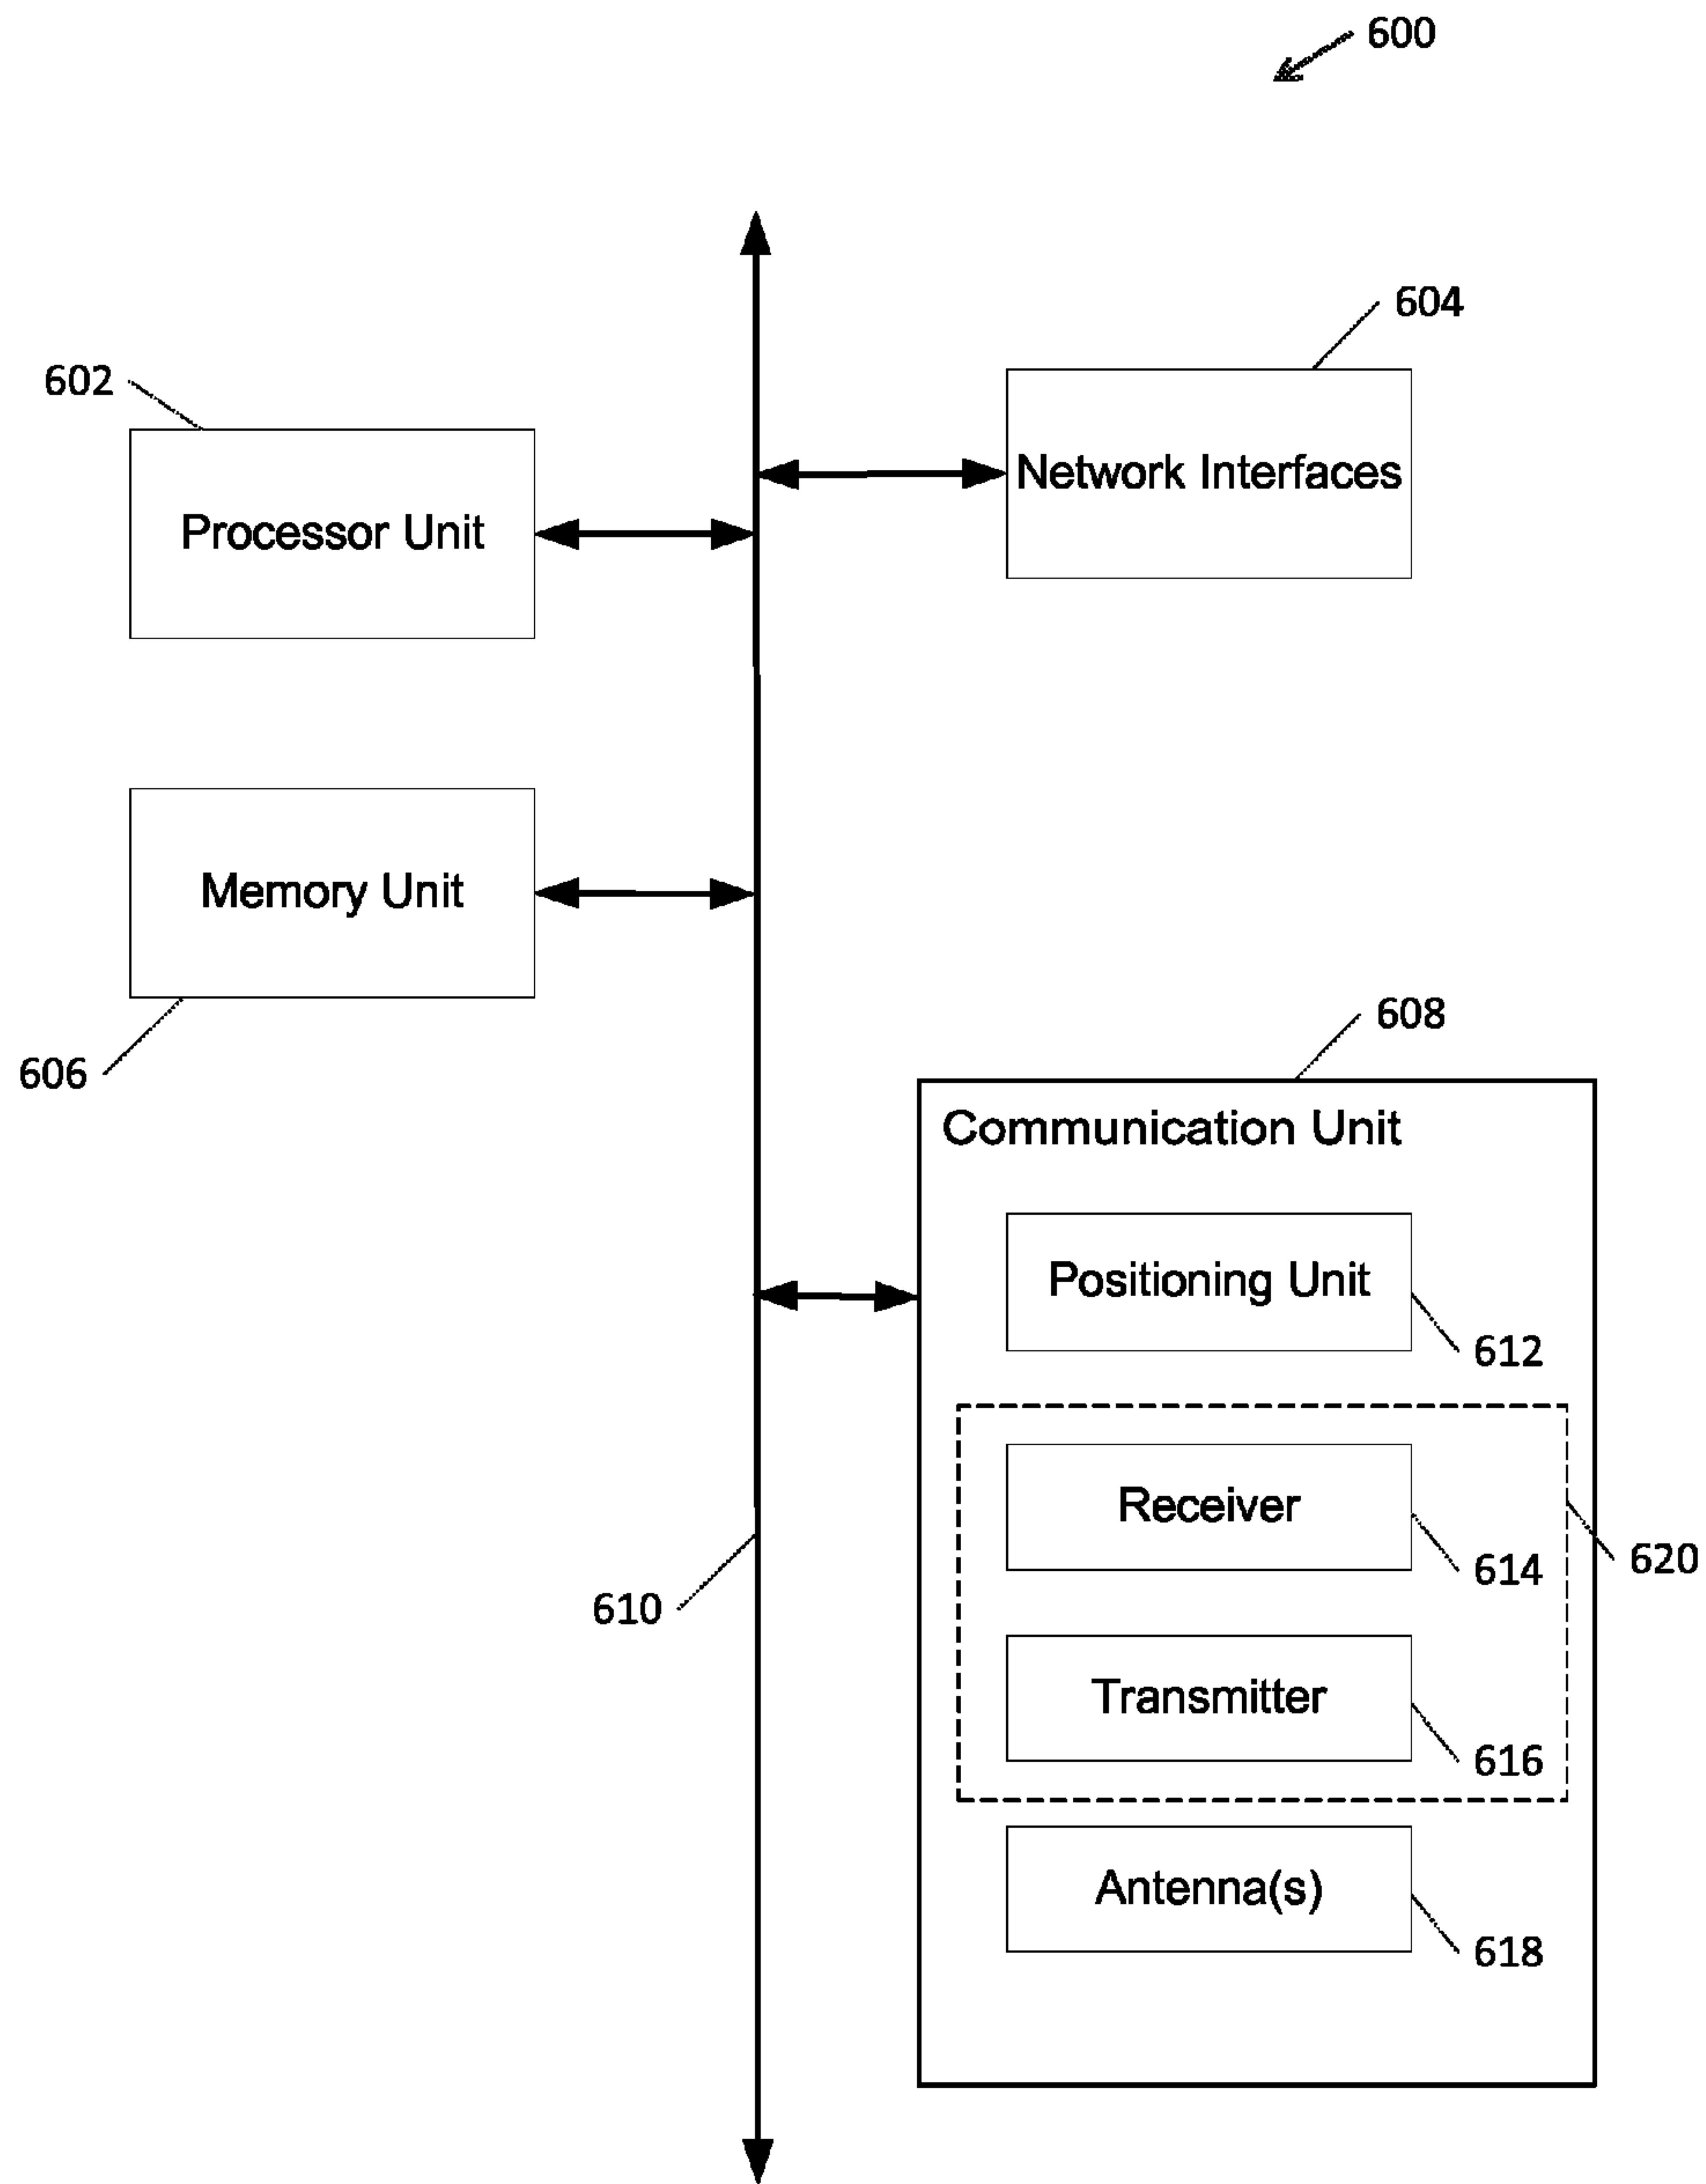 600
604
602
Network Interfaces
Processor Unit
Memory Unit
608
606
Communication Unit
Positioning Unit
612
Receiver
614
620
610
Transmitter
616
Antenna(s)
618